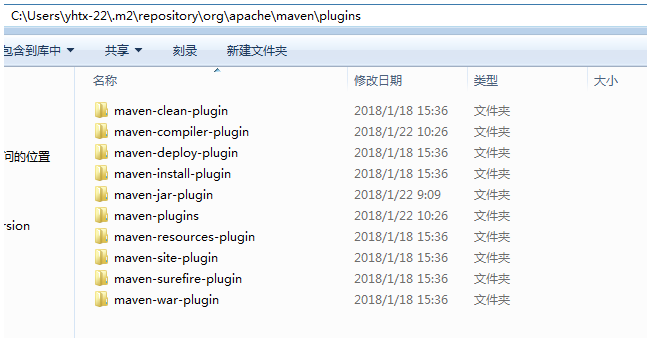 C:\Users\yhtx-22\.m2\repository\org\apache\maven\plugins
包含到库中 共享 刻录 新建文件夹
名称 修改日期 类型 大小
maven-clean-plugin 2018/1/18 15:36 文件夹
maven-compiler-plugin 2018/1/22 10:26 文件夹
问的位置 maven-deploy-plugin 2018/1/18 15:36 文件夹
maven-install-plugin 2018/1/18 15:36 文件夹
maven-jar-plugin 2018/1/22 9:09 文件夹
maven-plugins 2018/1/22 10:26 文件夹
rsion
maven-resources-plugin 2018/1/18 15:36 文件夹
maven-site-plugin 2018/1/18 15:36 文件夹
maven-surefire-plugin 2018/1/18 15:36 文件夹
maven-war-plugin 2018/1/18 15:36 文件夹